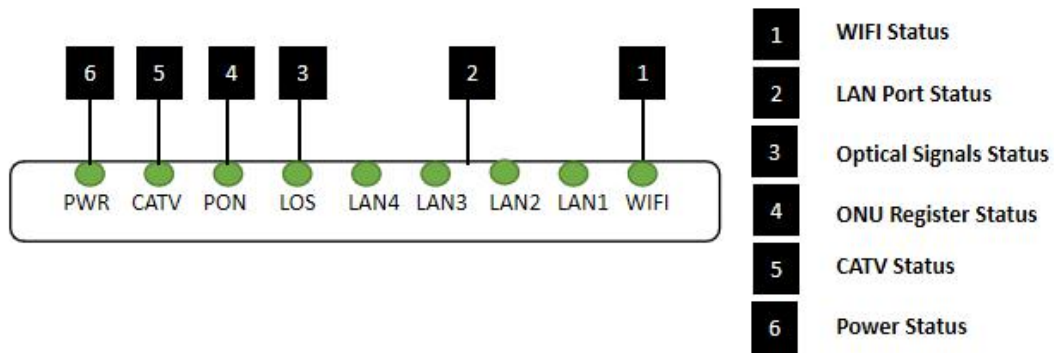 6 5 4 3 2 1
PWR CATV PON LOS LAN4 LAN3 LAN2 LAN1 WIFI
1 WIFI Status
2 LAN Port Status
3 Optical Signals Status
4 ONU Register Status
5 CATV Status
6 Power Status